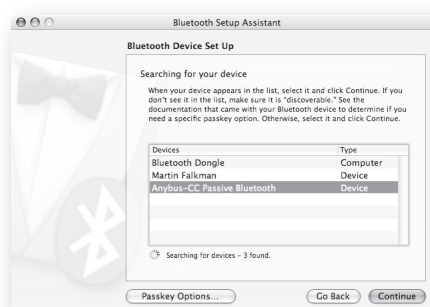 Bluetooth Setup Assistant
Bluetooth Device Set Up
Searching for your device
When your device appears in the list, select it and click Continue. If you
don't see it in the list, make sure it is "discoverable." See the
documentation that came with your Bluetooth device to determine if you
need a specific passkey option. Otherwise, select it and click Continue.
Devices Type
Bluetooth Dongle Computer
Martin Falkman Device
Anybus-CC Passive Bluetooth Device
Searching for devices - 3 found.
Passkey Options... Go Back Continue